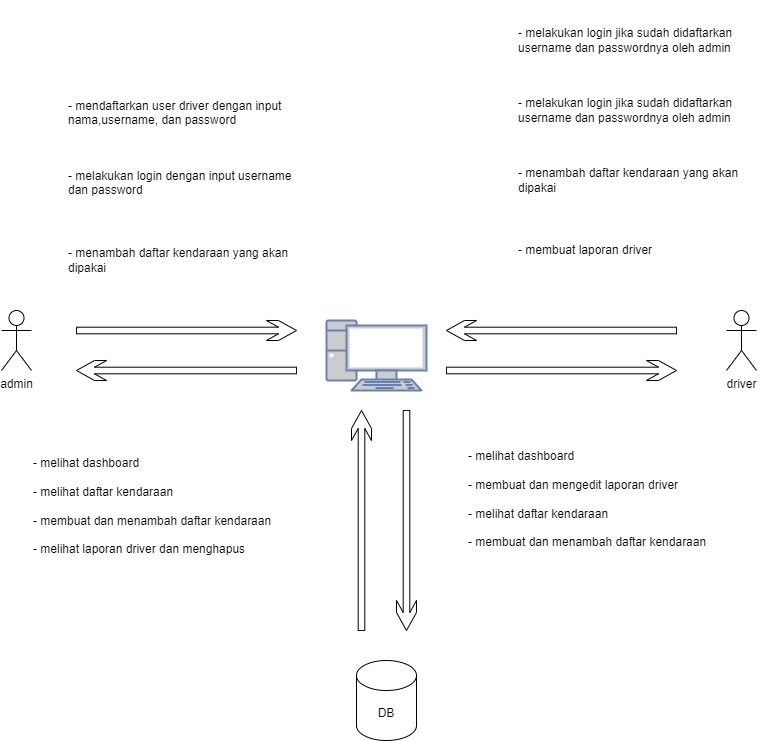 - melakukan login jika sudah didaftarkan
username dan passwordnya oleh admin
- mendaftarkan user driver dengan input
nama,username, dan password
- melakukan login jika sudah didaftarkan
username dan passwordnya oleh admin
- melakukan login dengan input username
dan password
- menambah daftar kendaraan yang akan
dipakai
- menambah daftar kendaraan yang akan
dipakai
- membuat laporan driver
admin
driver
- melihat dashboard
- melihat daftar kendaraan
- membuat dan menambah daftar kendaraan
- melihat laporan driver dan menghapus
- melihat dashboard
- membuat dan mengedit laporan driver
- melihat daftar kendaraan
- membuat dan menambah daftar kendaraan
DB